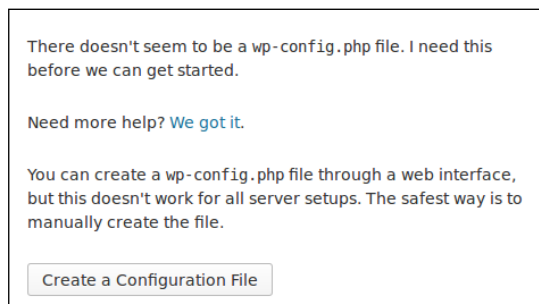 There doesn't seem to be a wp-config.php file. I need this
before we can get started.
Need more help? We got it.
You can create a wp-config.php file through a web interface,
but this doesn't work for all server setups. The safest way is to
manually create the file.
Create a Configuration File